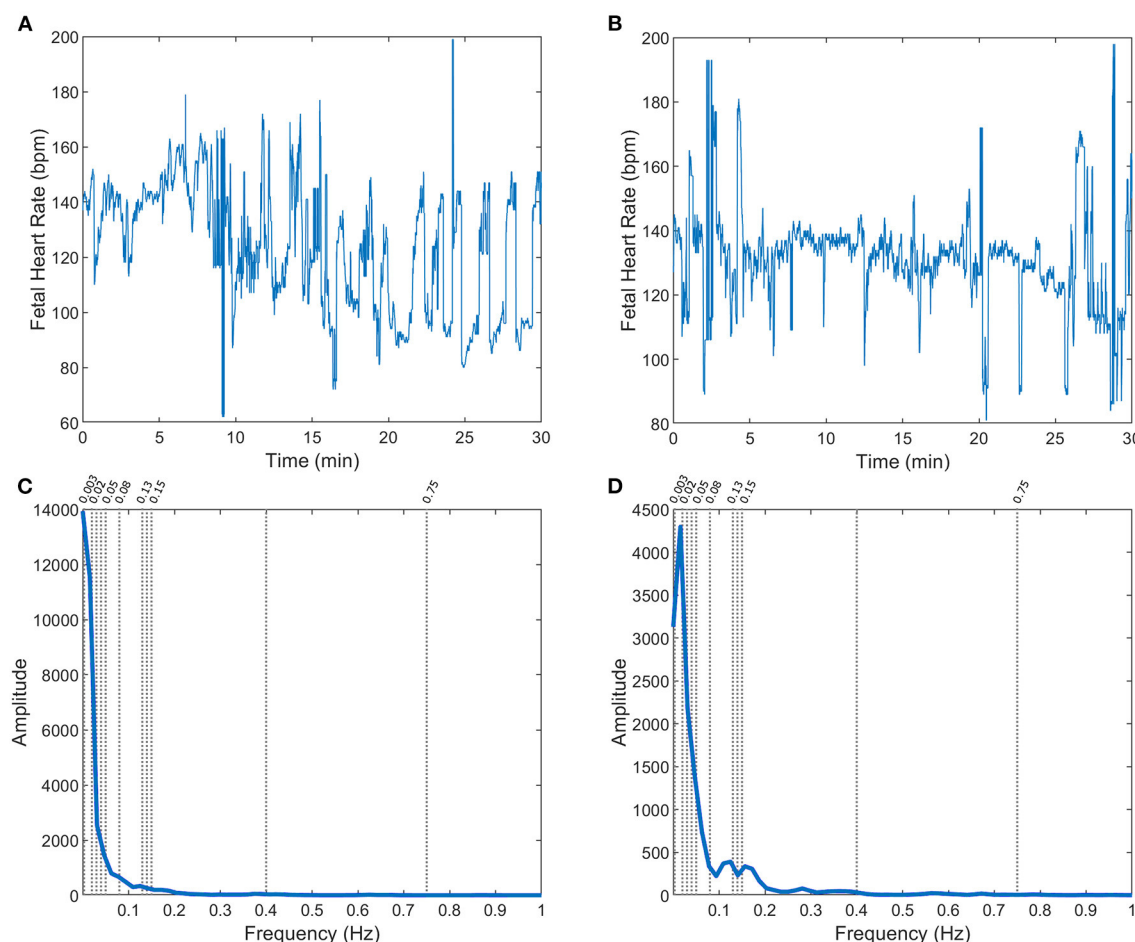 A
200
180
160
140
120
100
80
60
Fetal Heart Rate (bpm)
0 5 10 15 20 25 30
Time (min)
B
200
180
160
140
120
100
80
Fetal Heart Rate (bpm)
0 5 10 15 20 25 30
Time (min)
C
0.003 0.02 0.05 0.08 0.13 0.15 0.75
14000
12000
10000
8000
6000
4000
2000
0
Amplitude
0.1 0.2 0.3 0.4 0.5 0.6 0.7 0.8 0.9 1
Frequency (Hz)
D
0.003 0.02 0.05 0.08 0.13 0.15 0.75
4500
4000
3500
3000
2500
2000
1500
1000
500
0
Amplitude
0.1 0.2 0.3 0.4 0.5 0.6 0.7 0.8 0.9 1
Frequency (Hz)